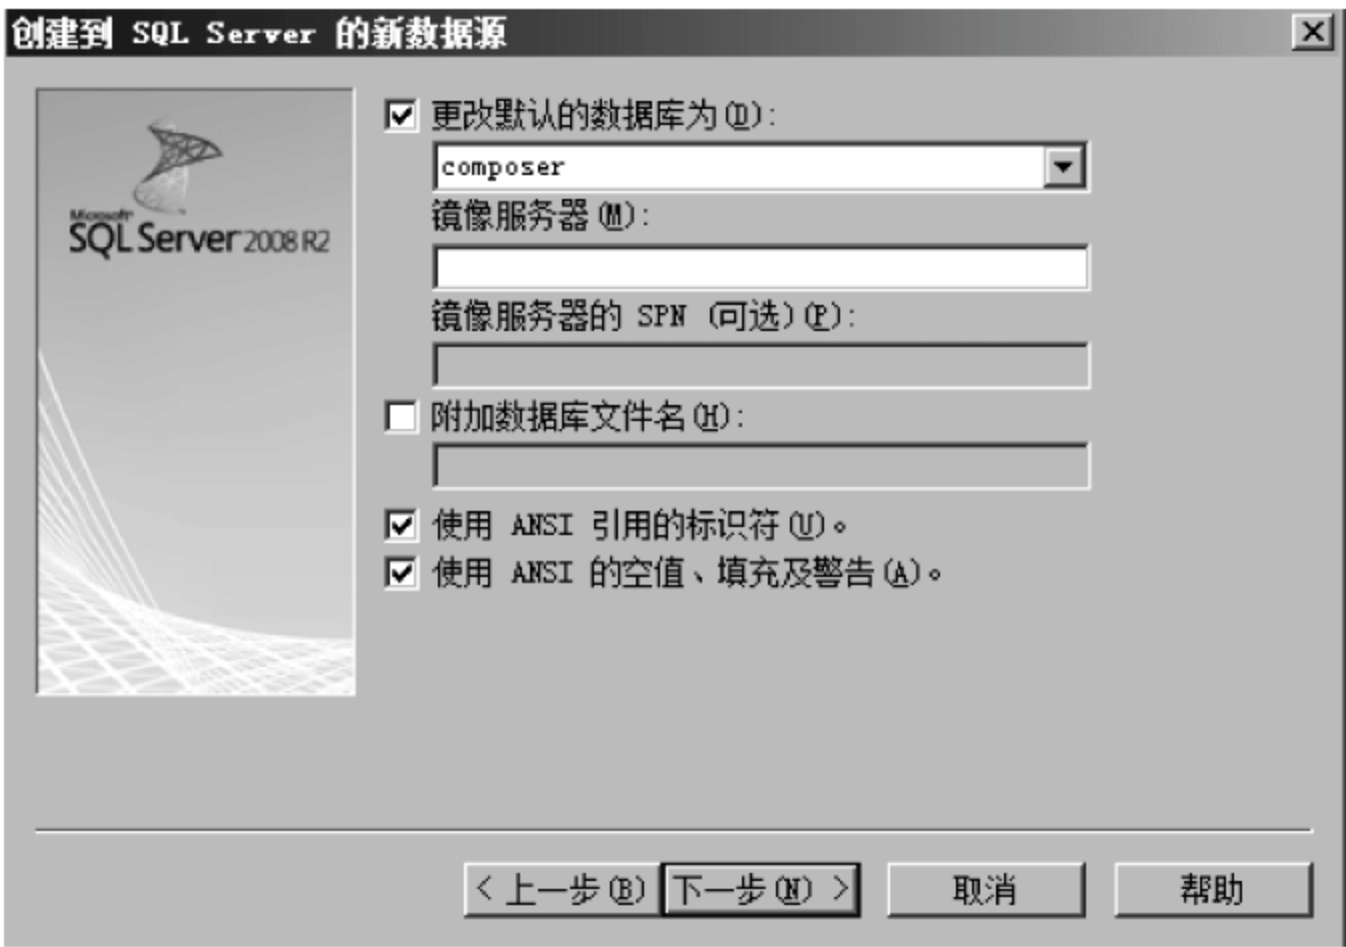 创建到 SQL Server 的新数据源
Microsoft
SQL Server 2008 R2
更改默认的数据库为(D):
composer
镜像服务器(M):
镜像服务器的 SPN (可选)(P):
附加数据库文件名(H):
使用 ANSI 引用的标识符(U)。
使用 ANSI 的空值、填充及警告(A)。
< 上一步(B) 下一步(N) > 取消 帮助